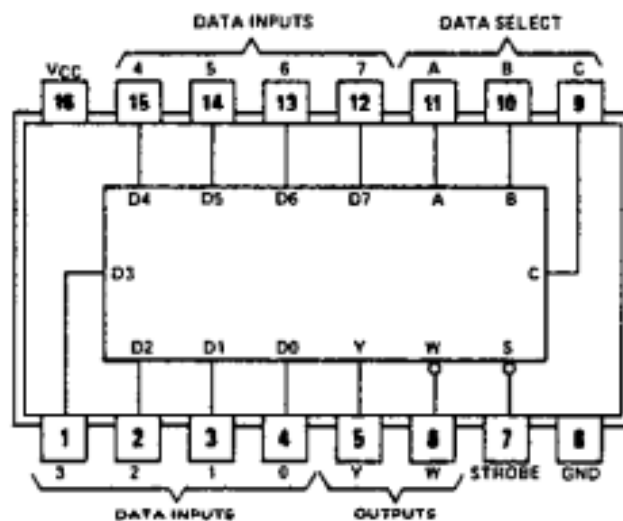 DATA INPUTS DATA SELECT
VCC 4 5 6 7 A B C
16 15 14 13 12 11 10 9
D4 D5 D6 D7 A B
D3 C
D2 D1 D0 Y W S
1 2 3 4 5 6 7 8
3 2 1 0 Y W STROBE GND
DATA INPUTS OUTPUTS